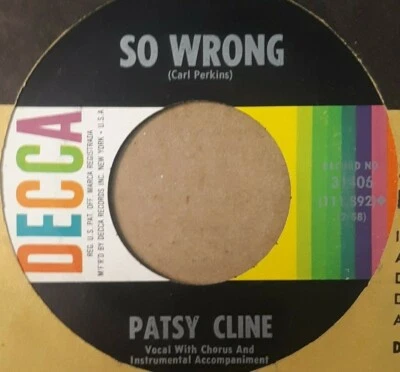 SO WRONG
(Carl Perkins)
DECCA
REG. U.S. PAT. OFF. MARCA REGISTRADA
M'F'R'D BY DECCA RECORDS INC. NEW YORK • U.S.A
RECORD NO.
31406
(111,892)
PATSY CLINE
Vocal With Chorus And
Instrumental Accompaniment